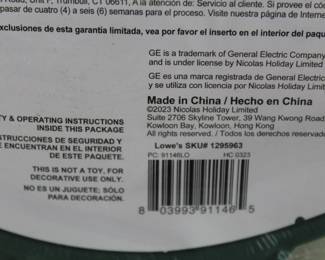 Road, Unit F, Trumbull, CT 06611, A la atención de: Servicio al cliente. Si provee el có
pasar de cuatro (4) a seis (6) semanas para el proceso. Visite nuestra página de Intern
exclusiones de esta garantía limitada, vea por favor el inserto en el interior del paqu
GE is a trademark of General Electric Company
and is under license by Nicolas Holiday Limited
GE es una marca registrada de General Electric
y se utiliza con licencia por Nicolas Holiday Limited
Made in China / Hecho en China
©2023 Nicolas Holiday Limited
Suite 2706 Skyline Tower, 39 Wang Kwong Road,
Kowloon Bay, Kowloon, Hong Kong
All rights reserved. / Todos los derechos reservados
TY & OPERATING INSTRUCTIONS
INSIDE THIS PACKAGE
STRUCCIONES DE SEGURIDAD Y
E ENCUENTRAN EN EL INTERIOR
DE ESTE PAQUETE.
THIS IS NOT A TOY, FOR
DECORATIVE USE ONLY.
NO ES UN JUGUETE; SÓLO
PARA DECORACIÓN.
Lowe's SKU# 1295963
PC: 91146LO HC 0323
8 03993 91146 5